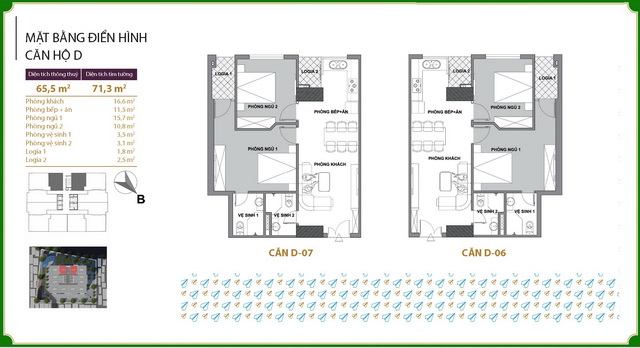 MẶT BẰNG ĐIỂN HÌNH
CĂN HỘ D
Diện tích thông thuỷ Diện tích tim tường
65,5 m² 71,3 m²
Phòng khách 16,6 m²
Phòng bếp + ăn 11,5 m²
Phòng ngủ 1 15,7 m²
Phòng ngủ 2 10,8 m²
Phòng vệ sinh 1 3,5 m²
Phòng vệ sinh 2 3,1 m²
Logia 1 1,8 m²
Logia 2 2,5 m²
B
LOGIA 1
LOGIA 2
PHÒNG NGỦ 2
PHÒNG BẾP+ĂN
PHÒNG NGỦ 1
PHÒNG KHÁCH
VỆ SINH 1
VỆ SINH 2
CĂN D-07
LOGIA 2
LOGIA 1
PHÒNG NGỦ 2
PHÒNG BẾP+ĂN
PHÒNG NGỦ 1
PHÒNG KHÁCH
VỆ SINH 2
VỆ SINH 1
CĂN D-06